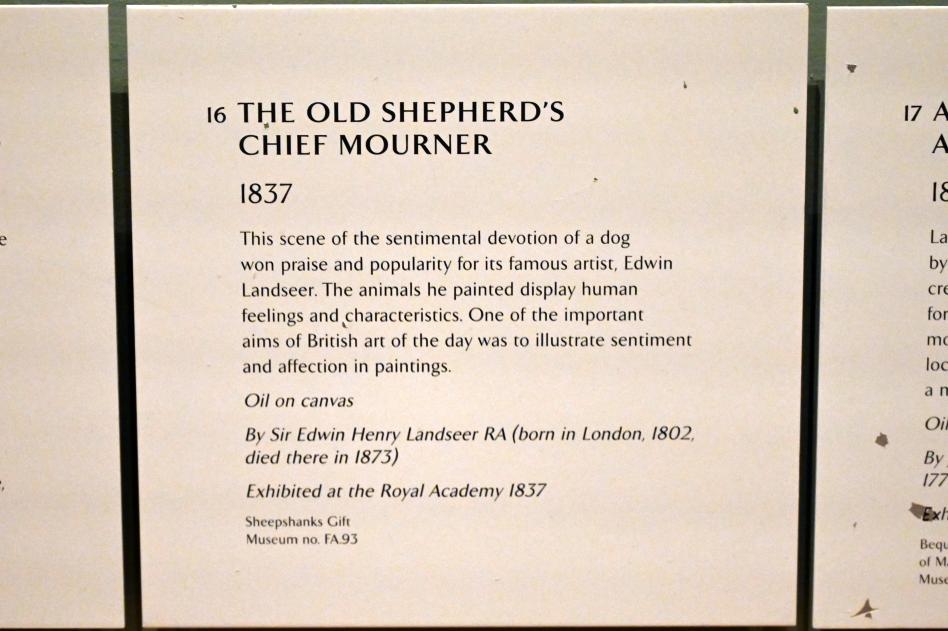 16 THE OLD SHEPHERD'S
CHIEF MOURNER
1837
This scene of the sentimental devotion of a dog
won praise and popularity for its famous artist, Edwin
Landseer. The animals he painted display human
feelings and characteristics. One of the important
aims of British art of the day was to illustrate sentiment
and affection in paintings.
Oil on canvas
By Sir Edwin Henry Landseer RA (born in London, 1802,
died there in 1873)
Exhibited at the Royal Academy 1837
Sheepshanks Gift
Museum no. FA.93
17
by